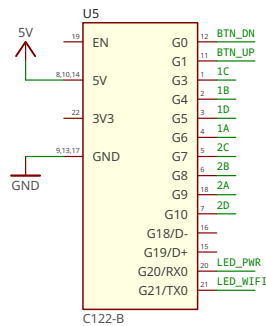 U5
5V
19 EN G0 12 BTN_DN
G1 11 BTN_UP
8,10,14 5V G3 1 1C
G4 2 1B
22 3V3 G5 3 1D
G6 4 1A
9,13,17 GND G7 5 2C
GND
G8 6 2B
G9 18 2A
G10 7 2D
G18/D- 16
G19/D+ 15
G20/RX0 20 LED_PWR
G21/TX0 21 LED_WIFI
C122-B